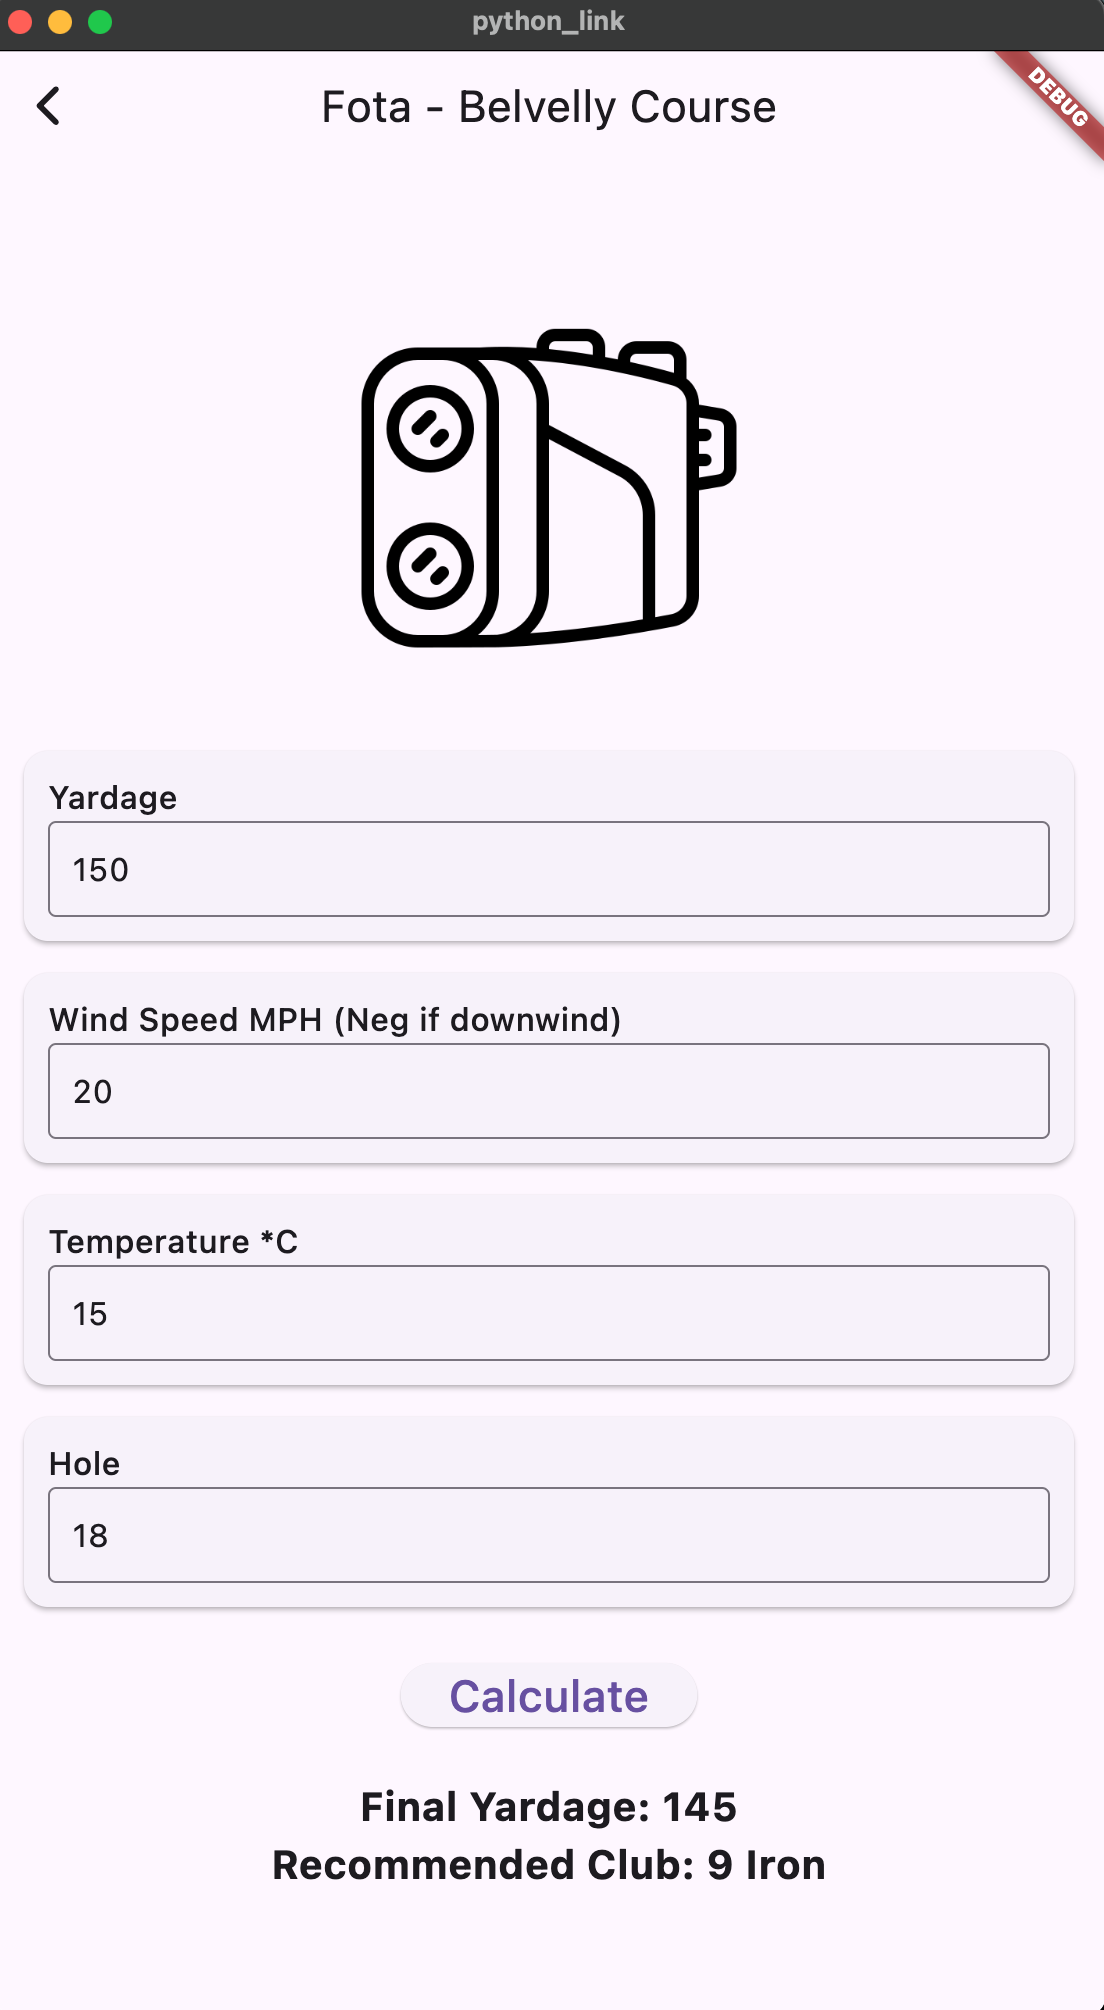 python_link
Fota - Belvelly Course
DEBUG
Yardage
150
Wind Speed MPH (Neg if downwind)
20
Temperature *C
15
Hole
18
Calculate
Final Yardage: 145
Recommended Club: 9 Iron